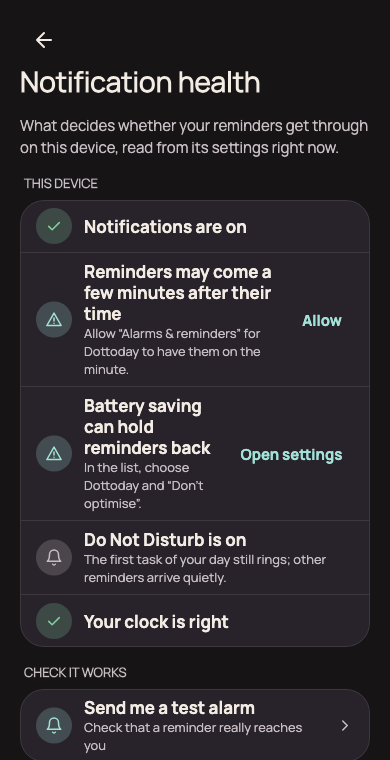 Notification health
What decides whether your reminders get through
on this device, read from its settings right now.
THIS DEVICE
Notifications are on
Reminders may come a
few minutes after their
time
Allow “Alarms & reminders” for
Dottoday to have them on the
minute.
Allow
Battery saving
can hold
reminders back
In the list, choose
Dottoday and “Don't
optimise”.
Open settings
Do Not Disturb is on
The first task of your day still rings; other
reminders arrive quietly.
Your clock is right
CHECK IT WORKS
Send me a test alarm
Check that a reminder really reaches
you